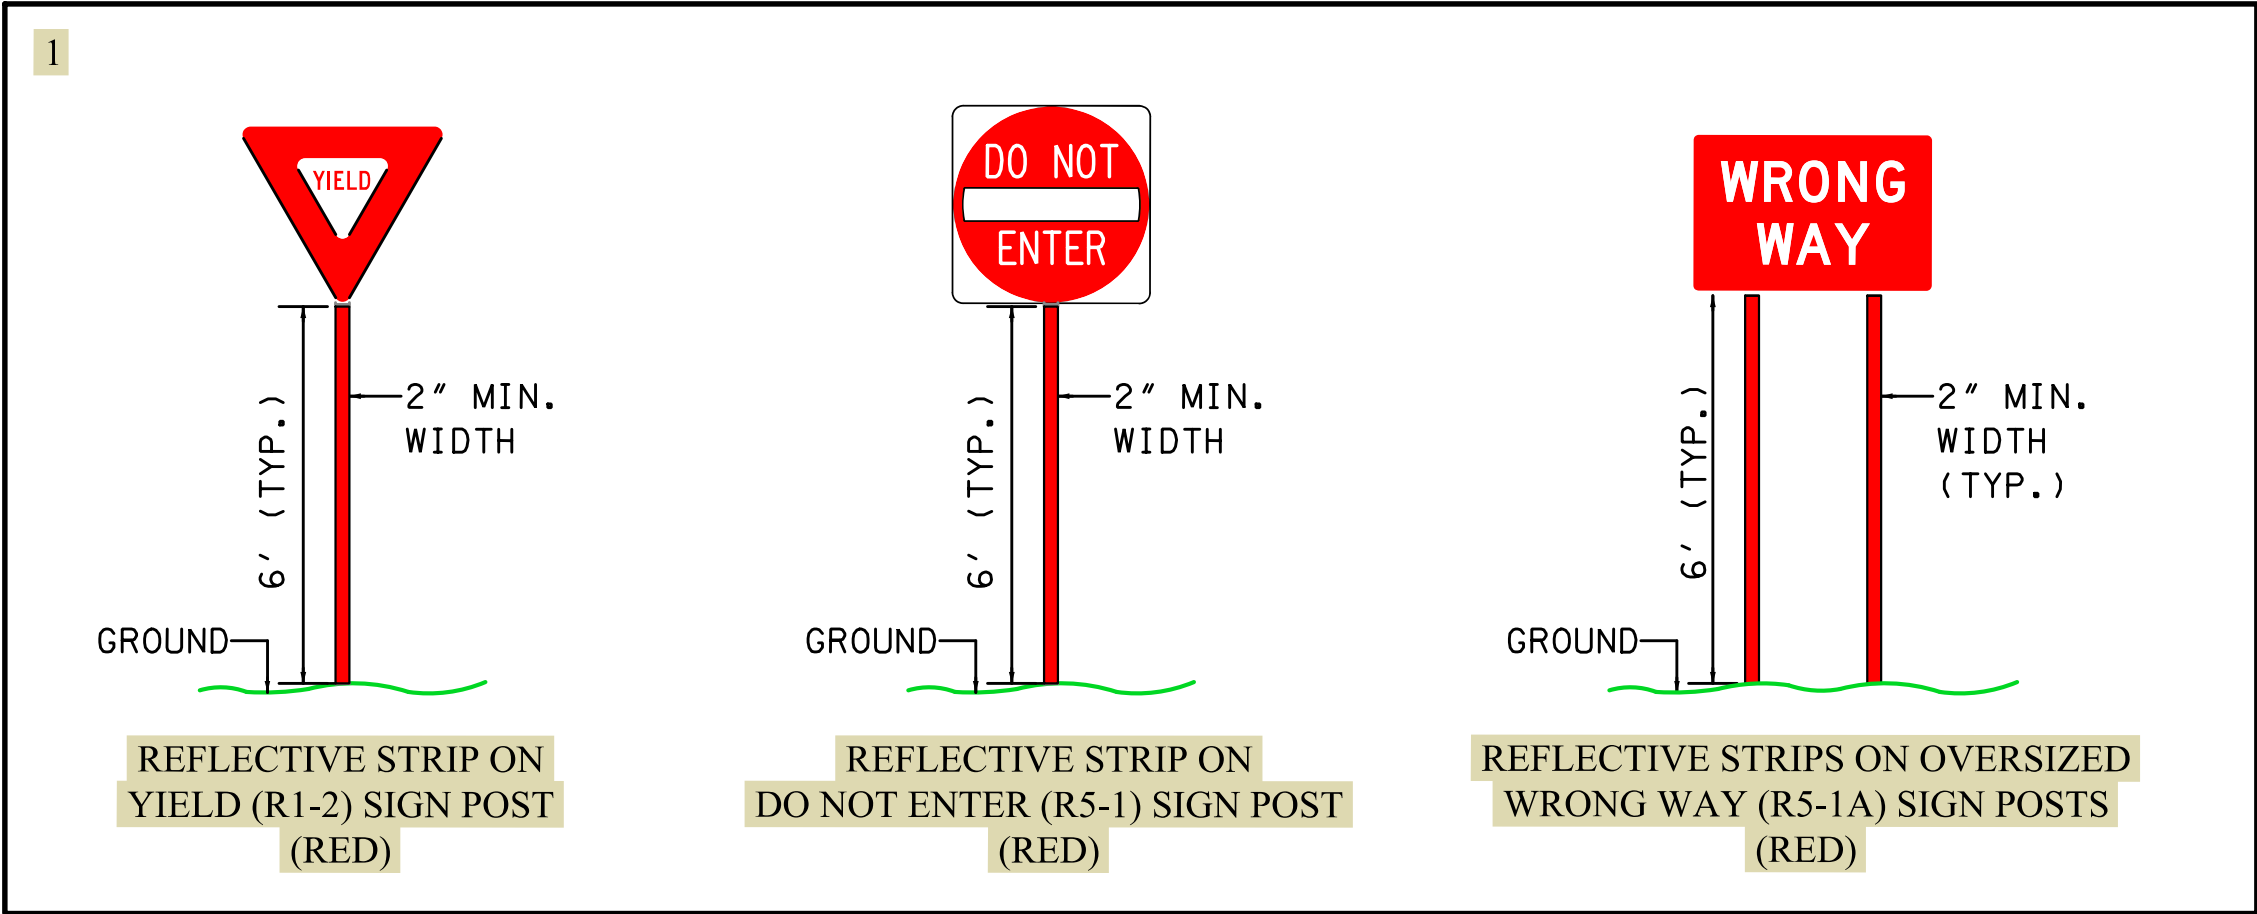 1
YIELD
6' (TYP.)
2" MIN.
WIDTH
GROUND
REFLECTIVE STRIP ON
YIELD (R1-2) SIGN POST
(RED)
DO NOT
ENTER
6' (TYP.)
2" MIN.
WIDTH
GROUND
REFLECTIVE STRIP ON
DO NOT ENTER (R5-1) SIGN POST
(RED)
WRONG
WAY
6' (TYP.)
2" MIN.
WIDTH
(TYP.)
GROUND
REFLECTIVE STRIPS ON OVERSIZED
WRONG WAY (R5-1A) SIGN POSTS
(RED)